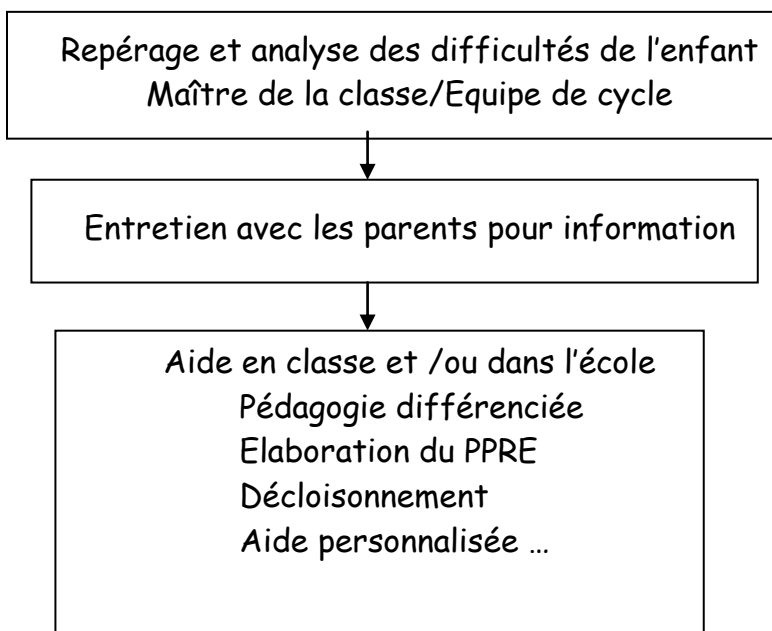 Repérage et analyse des difficultés de l’enfant
Maître de la classe/Equipe de cycle
Entretien avec les parents pour information
Aide en classe et /ou dans l’école
Pédagogie différenciée
Elaboration du PPRE
Décloisonnement
Aide personnalisée …